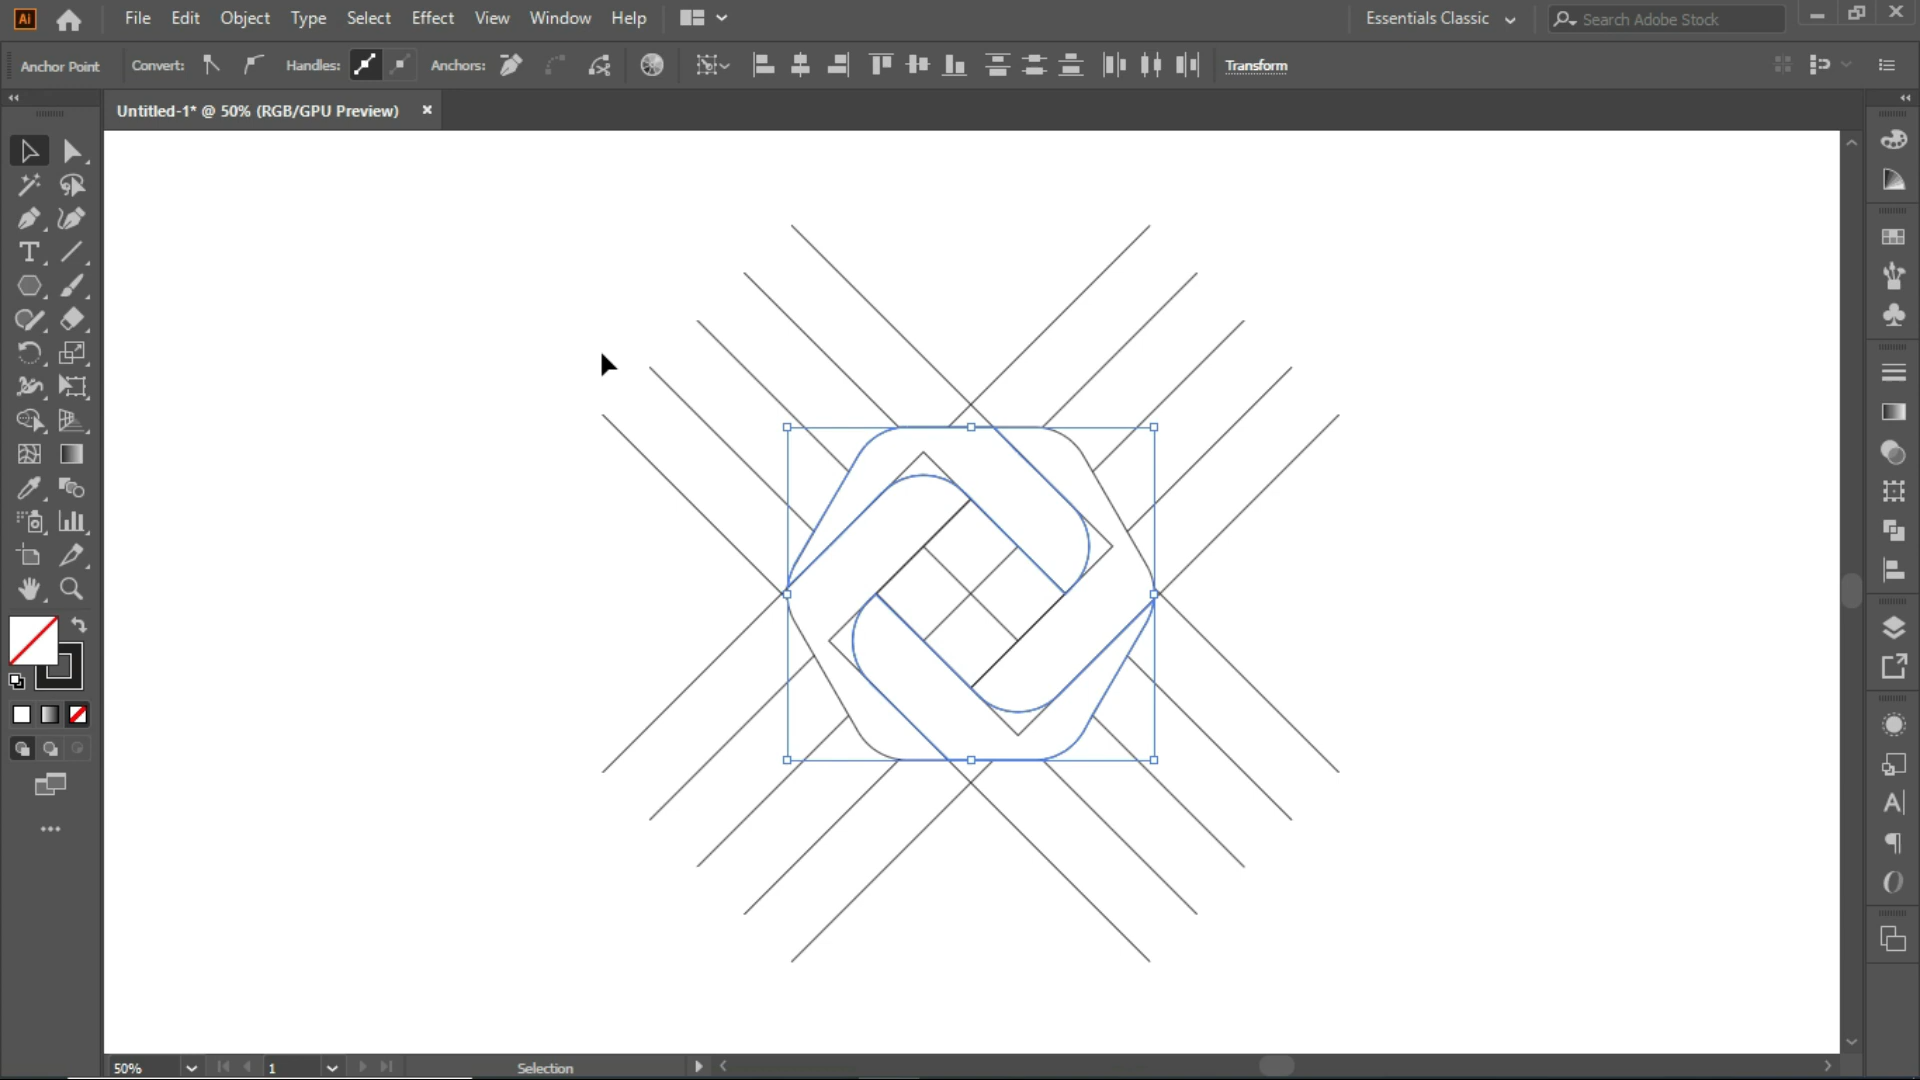 Ai File Edit Object Type Select Effect View Window Help Essentials Classic Search Adobe Stock
Anchor Point Convert: Handles: Anchors: Transform
Untitled-1* @ 50% (RGB/GPU Preview)
50% 1 Selection